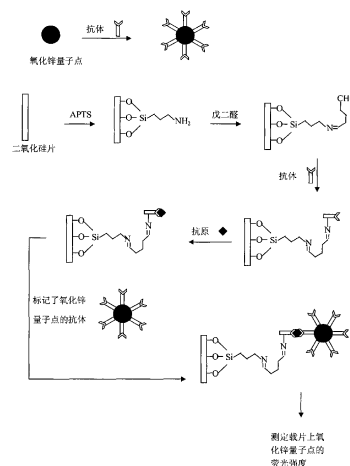 抗体
氧化锌量子点
APTS
戊二醛
二氧化硅片
O
O
Si
O
NH₂
O
O
Si
O
N
CH
抗体
抗原
O
O
Si
O
N
N
O
O
Si
O
N
N
标记了氧化锌
量子点的抗体
O
O
Si
O
N
N
测定载片上氧
化锌量子点的
荧光强度